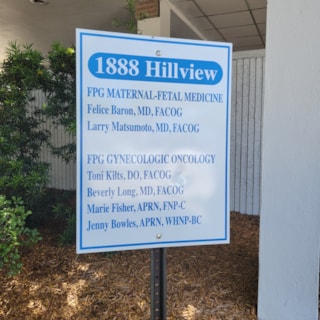 1888 Hillview
FPG MATERNAL-FETAL MEDICINE
Felice Baron, MD, FACOG
Larry Matsumoto, MD, FACOG
FPG GYNECOLOGIC ONCOLOGY
Toni Kilts, DO, FACOG
Beverly Long, MD, FACOG
Marie Fisher, APRN, FNP-C
Jenny Bowles, APRN, WHNP-BC